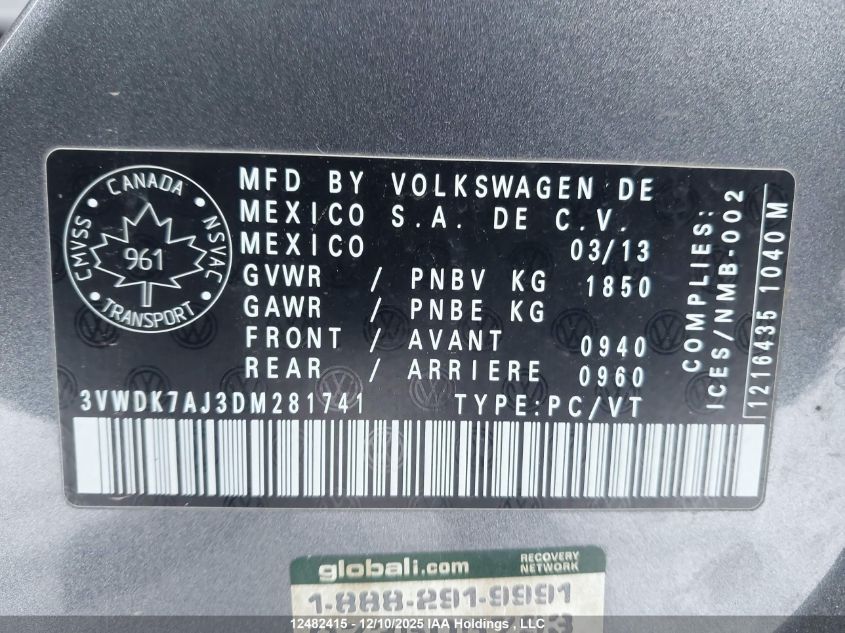 CANADA
CMVSS
NSVAC
961
TRANSPORT
MFD BY VOLKSWAGEN DE
MEXICO S.A. DE C.V.
MEXICO 03/13
GVWR / PNBV KG 1850
GAWR / PNBE KG
FRONT / AVANT 0940
REAR / ARRIERE 0960
3VWDK7AJ3DM281741 TYPE:PC/VT
COMPLIES:
ICES/NMB-002
1216435 1040 M
globali.com
RECOVERY
NETWORK
1-888-291-9991
12482415 - 12/10/2025 IAA Holdings, LLC